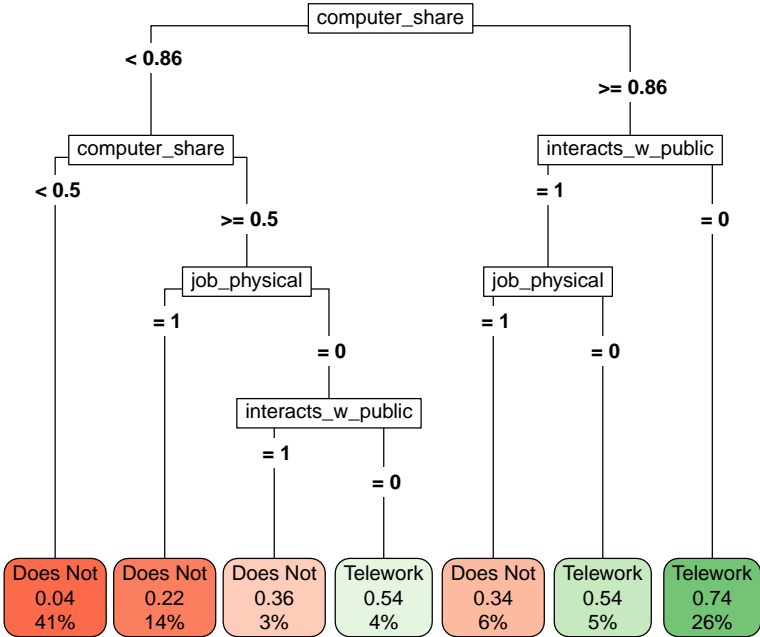 computer_share
< 0.86
>= 0.86
computer_share
interacts_w_public
< 0.5
>= 0.5
= 1
= 0
job_physical
job_physical
= 1
= 0
= 1
= 0
interacts_w_public
= 1
= 0
Does Not
0.04
41%
Does Not
0.22
14%
Does Not
0.36
3%
Telework
0.54
4%
Does Not
0.34
6%
Telework
0.54
5%
Telework
0.74
26%